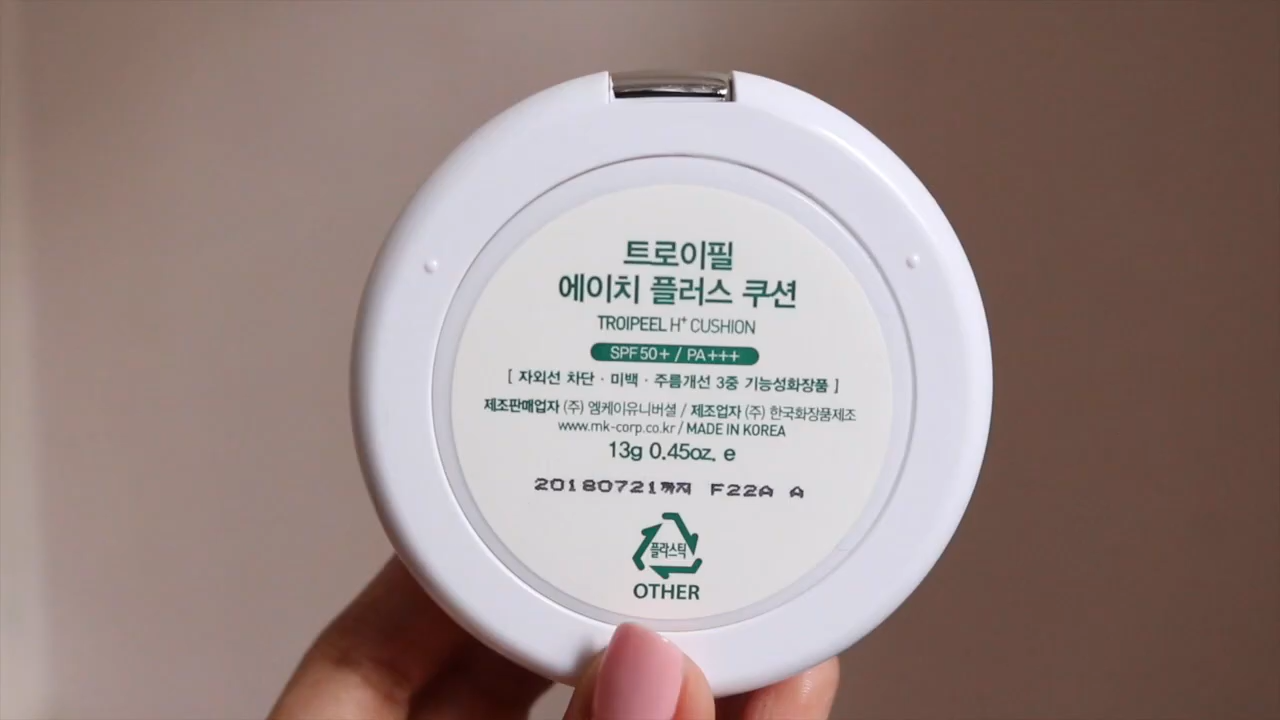 트로이필
에이치 플러스 쿠션
TROIPEEL H⁺ CUSHION
SPF50+ / PA+++
[ 자외선 차단 · 미백 · 주름개선 3중 기능성화장품 ]
제조판매업자 (주) 엠케이유니버셜 / 제조업자 (주) 한국화장품제조
www.mk-corp.co.kr / MADE IN KOREA
13g 0.45oz. e
20180721까지 F22A A
플라스틱
OTHER